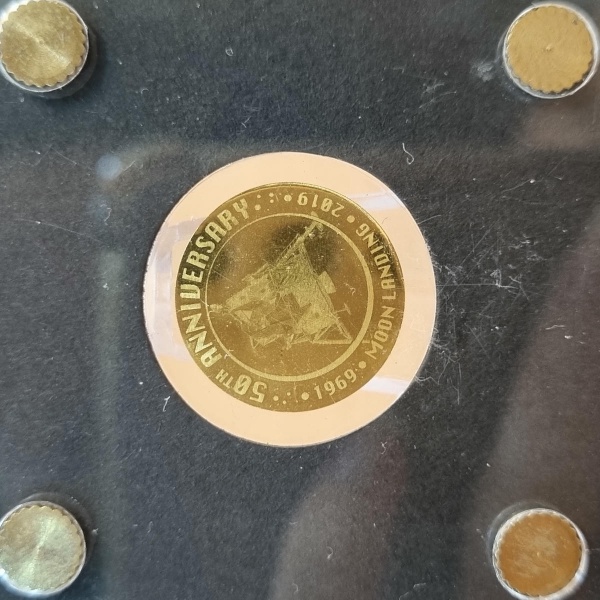 50TH ANNIVERSARY
• 2019 •
MOON LANDING
• 1969 •